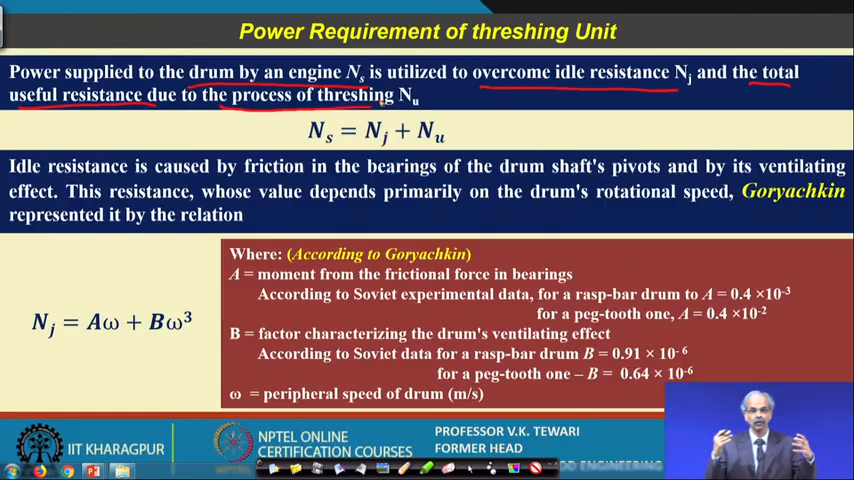 Power Requirement of threshing Unit
Power supplied to the drum by an engine Ns is utilized to overcome idle resistance Nj and the total
useful resistance due to the process of threshing Nu
Ns = Nj + Nu
Idle resistance is caused by friction in the bearings of the drum shaft's pivots and by its ventilating
effect. This resistance, whose value depends primarily on the drum's rotational speed, Goryachkin
represented it by the relation
Nj = Aω + Bω³
Where: (According to Goryachkin)
A = moment from the frictional force in bearings
According to Soviet experimental data, for a rasp-bar drum to A = 0.4 ×10⁻³
for a peg-tooth one, A = 0.4 ×10⁻²
B = factor characterizing the drum's ventilating effect
According to Soviet data for a rasp-bar drum B = 0.91 × 10⁻⁶
for a peg-tooth one – B = 0.64 × 10⁻⁶
ω = peripheral speed of drum (m/s)
IIT KHARAGPUR
NPTEL ONLINE
CERTIFICATION COURSES
PROFESSOR V.K. TEWARI
FORMER HEAD
OD ENGINEERING